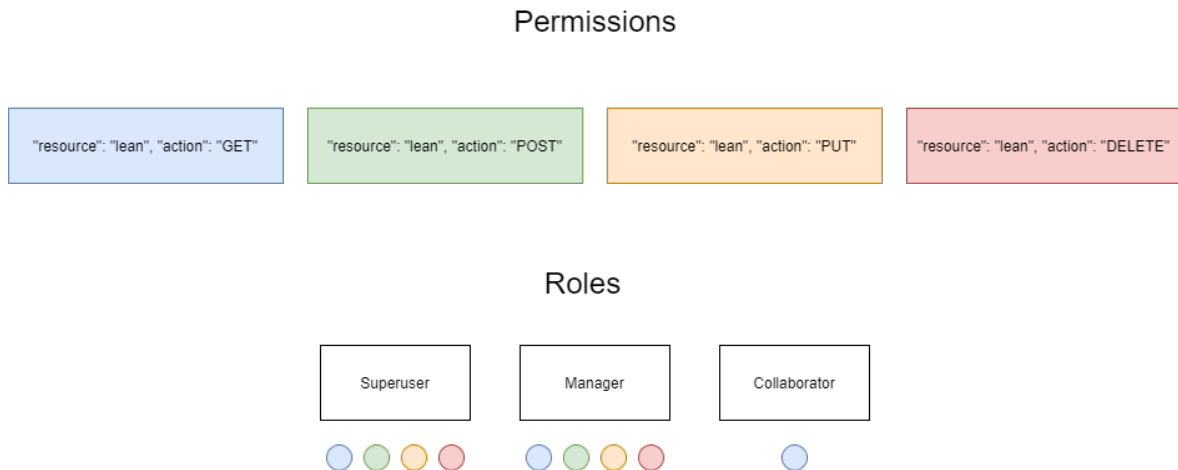 Permissions
"resource": "lean", "action": "GET"
"resource": "lean", "action": "POST"
"resource": "lean", "action": "PUT"
"resource": "lean", "action": "DELETE"
Roles
Superuser
Manager
Collaborator